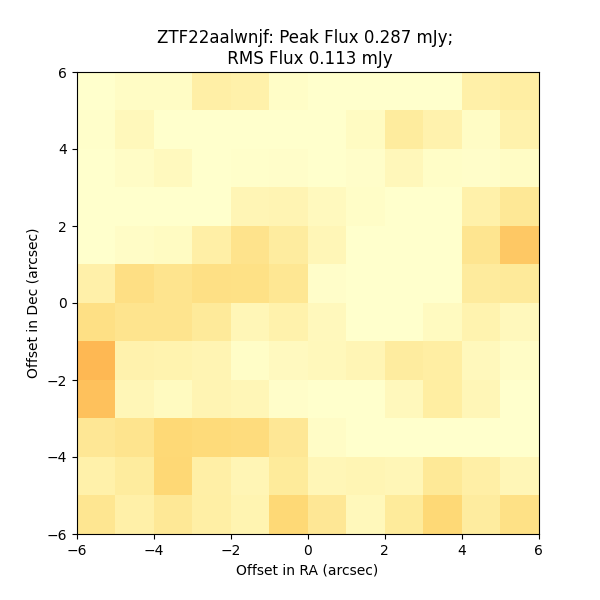 ZTF22aalwnjf: Peak Flux 0.287 mJy;
RMS Flux 0.113 mJy
6
4
2
0
−2
−4
−6
Offset in Dec (arcsec)
−6 −4 −2 0 2 4 6
Offset in RA (arcsec)